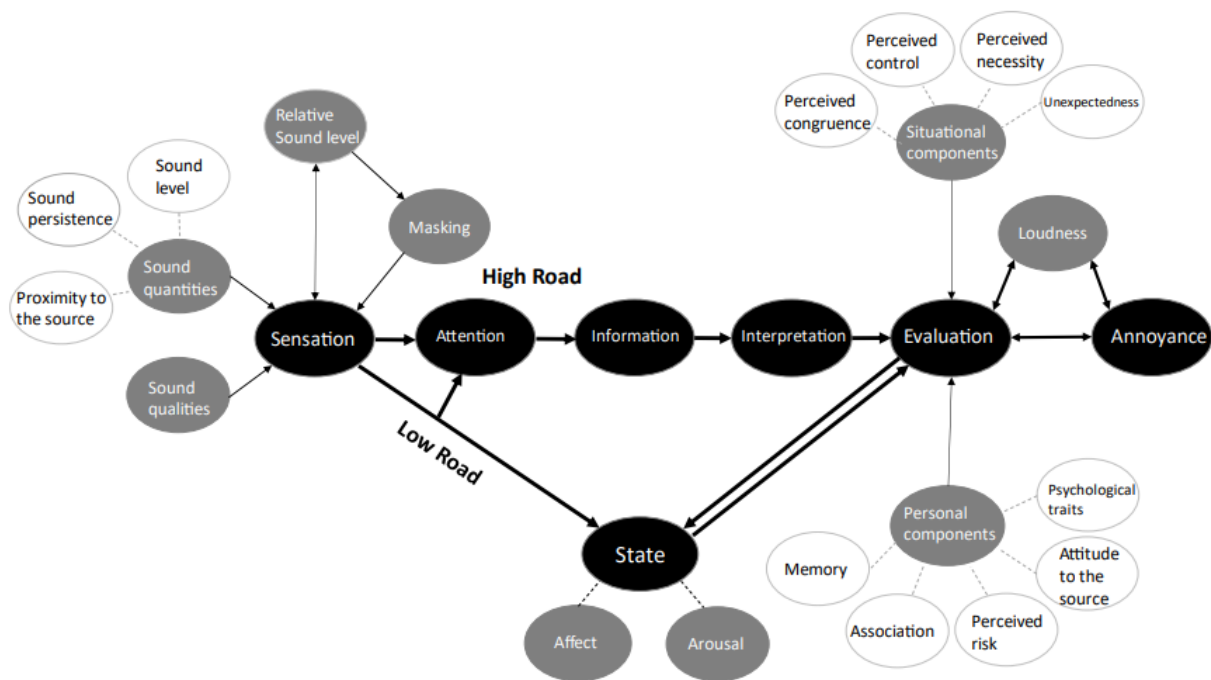 Perceived
control
Perceived
necessity
Perceived
congruence
Unexpectedness
Situational
components
Relative
Sound level
Sound
level
Sound
persistence
Masking
Loudness
Sound
quantities
Proximity to
the source
High Road
Sensation
Attention
Information
Interpretation
Evaluation
Annoyance
Sound
qualities
Low Road
State
Affect
Arousal
Personal
components
Psychological
traits
Attitude
to the
source
Memory
Association
Perceived
risk